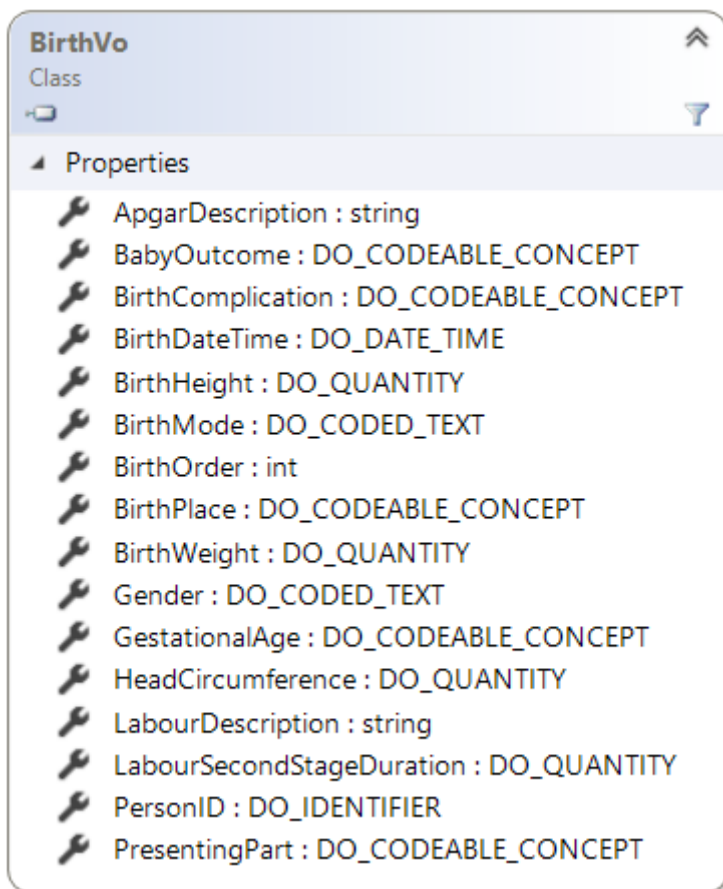 BirthVo
Class
Properties
ApgarDescription : string
BabyOutcome : DO_CODEABLE_CONCEPT
BirthComplication : DO_CODEABLE_CONCEPT
BirthDateTime : DO_DATE_TIME
BirthHeight : DO_QUANTITY
BirthMode : DO_CODED_TEXT
BirthOrder : int
BirthPlace : DO_CODEABLE_CONCEPT
BirthWeight : DO_QUANTITY
Gender : DO_CODED_TEXT
GestationalAge : DO_CODEABLE_CONCEPT
HeadCircumference : DO_QUANTITY
LabourDescription : string
LabourSecondStageDuration : DO_QUANTITY
PersonID : DO_IDENTIFIER
PresentingPart : DO_CODEABLE_CONCEPT